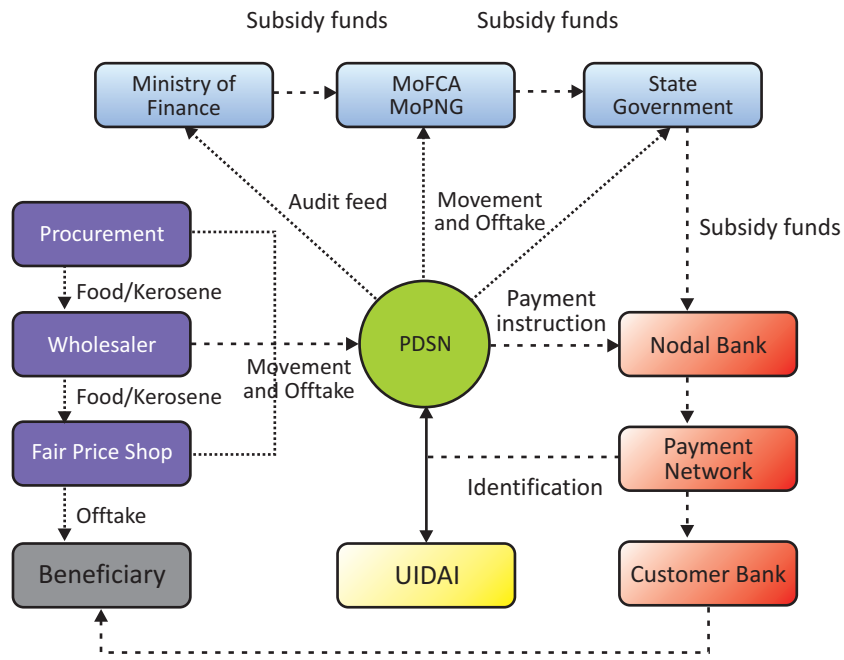 Subsidy funds
Subsidy funds
Ministry of
Finance
MoFCA
MoPNG
State
Government
Audit feed
Movement
and Offtake
Subsidy funds
Procurement
Food/Kerosene
Wholesaler
Movement
and Offtake
PDSN
Payment
instruction
Nodal Bank
Food/Kerosene
Fair Price Shop
Identification
Payment
Network
Offtake
Beneficiary
UIDAI
Customer Bank